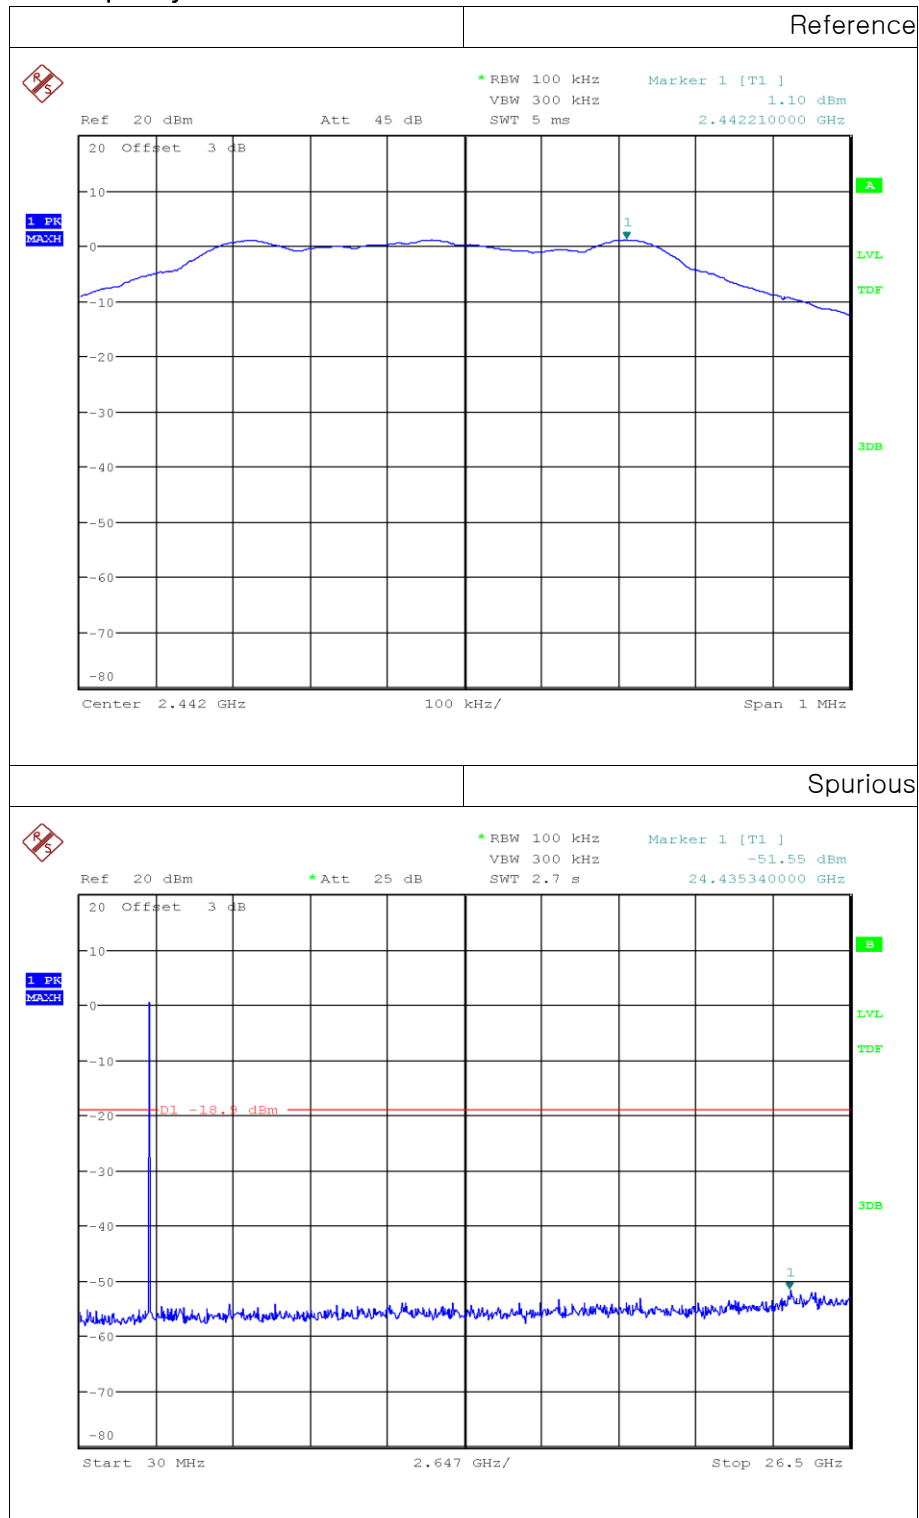 Reference
R/S
*RBW 100 kHz Marker 1 [T1 ]
VBW 300 kHz 1.10 dBm
Ref 20 dBm Att 45 dB SWT 5 ms 2.442210000 GHz
20 Offset 3 dB
A
10
1 PK
MAXH
1
0
LVL
TDF
-10
-20
-30
3DB
-40
-50
-60
-70
-80
Center 2.442 GHz 100 kHz/ Span 1 MHz
Spurious
R/S
*RBW 100 kHz Marker 1 [T1 ]
VBW 300 kHz -51.55 dBm
Ref 20 dBm *Att 25 dB SWT 2.7 s 24.435340000 GHz
20 Offset 3 dB
B
10
1 PK
MAXH
0
LVL
TDF
-10
D1 -18.9 dBm
-20
-30
3DB
-40
-50
1
-60
-70
-80
Start 30 MHz 2.647 GHz/ Stop 26.5 GHz